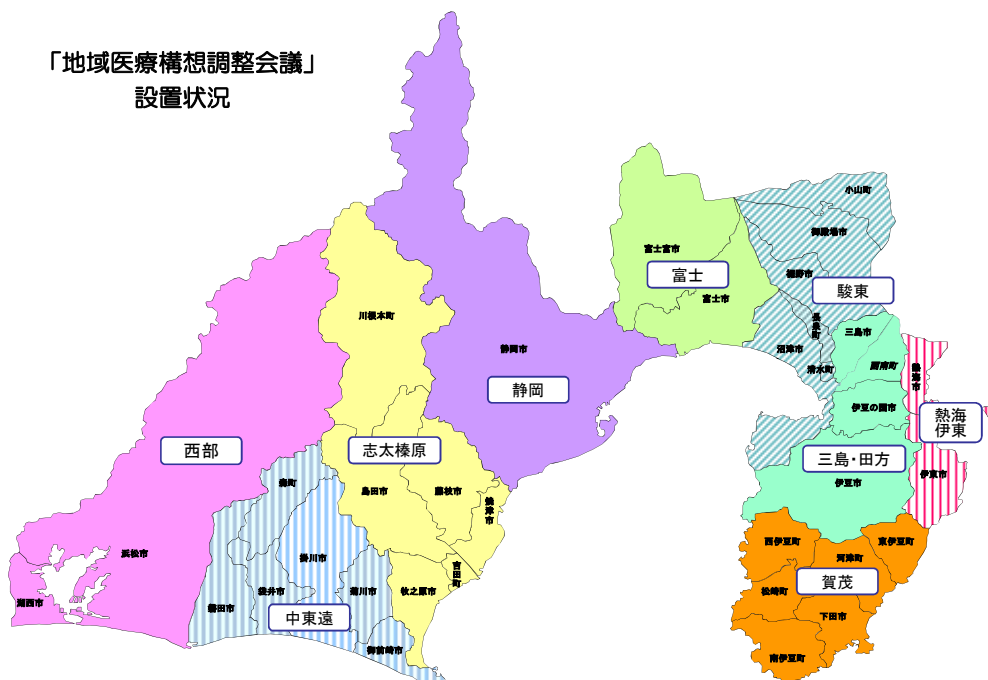 「地域医療構想調整会議」
設置状況
小山町
御殿場市
富士宮市
裾野市
富士
駿東
富士市
川根本町
長泉町
三島市
静岡市
沼津市
函南町
清水町
熱海市
静岡
伊豆の国市
熱海
伊東
西部
志太榛原
三島・田方
伊東市
森町
伊豆市
島田市
藤枝市
焼津市
西伊豆町
東伊豆町
浜松市
掛川市
河津町
吉田町
賀茂
袋井市
菊川市
牧之原市
松崎町
湖西市
磐田市
中東遠
下田市
御前崎市
南伊豆町